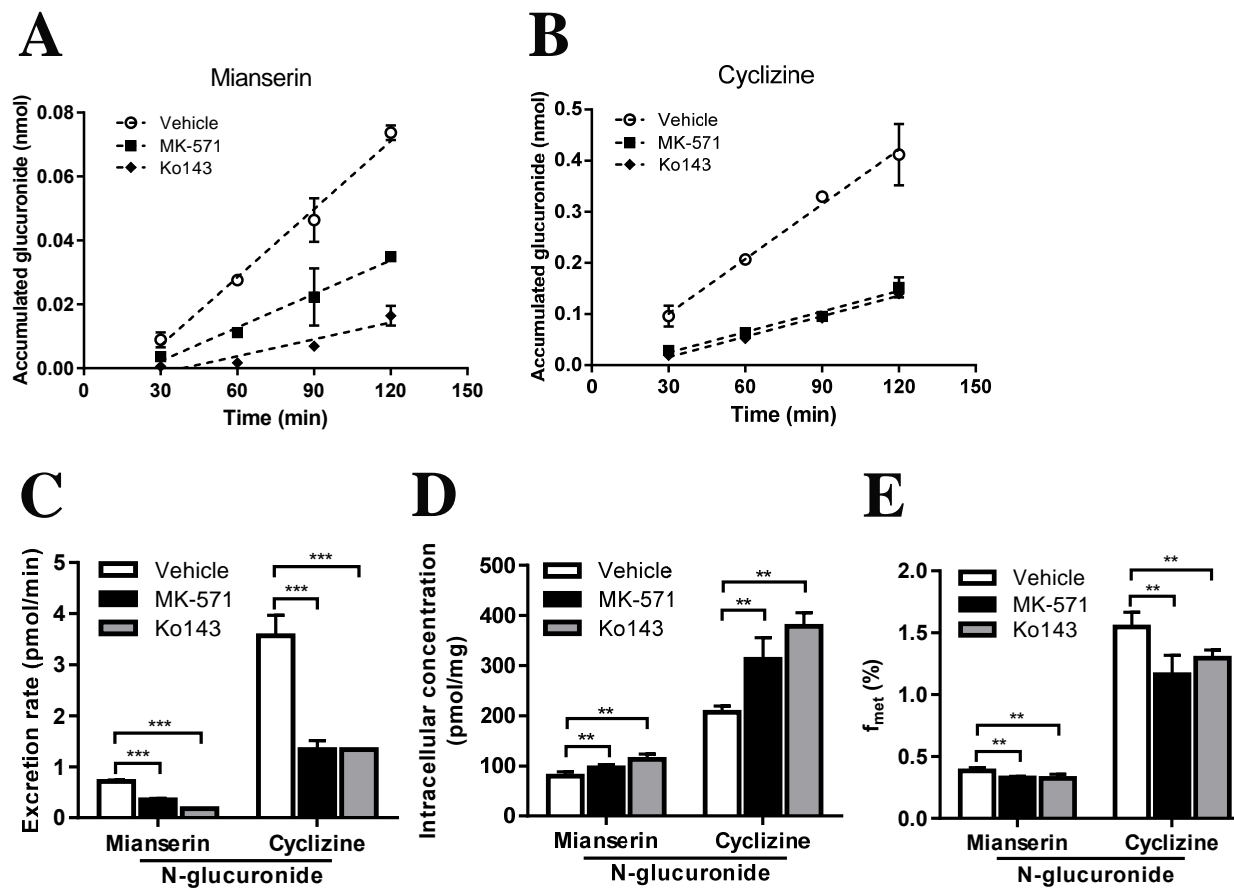 A
Mianserin
Vehicle
MK-571
Ko143
Accumulated glucuronide (nmol)
0.08
0.06
0.04
0.02
0.00
0 30 60 90 120 150
Time (min)
B
Cyclizine
Vehicle
MK-571
Ko143
Accumulated glucuronide (nmol)
0.5
0.4
0.3
0.2
0.1
0.0
0 30 60 90 120 150
Time (min)
C
Vehicle
MK-571
Ko143
Excretion rate (pmol/min)
5
4
3
2
1
0
***
***
***
***
Mianserin Cyclizine
N-glucuronide
D
Vehicle
MK-571
Ko143
Intracellular concentration
(pmol/mg)
500
400
300
200
100
0
**
**
**
**
Mianserin Cyclizine
N-glucuronide
E
Vehicle
MK-571
Ko143
fmet (%)
2.0
1.5
1.0
0.5
0.0
**
**
**
**
Mianserin Cyclizine
N-glucuronide